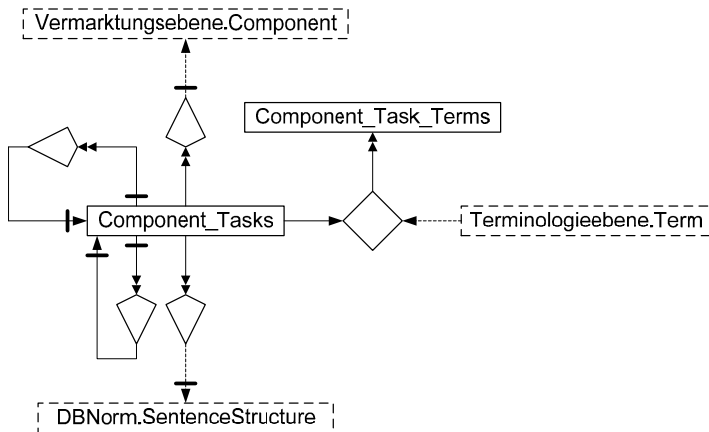 Vermarktungsebene.Component
Component_Task_Terms
Component_Tasks
Terminologieebene.Term
DBNorm.SentenceStructure